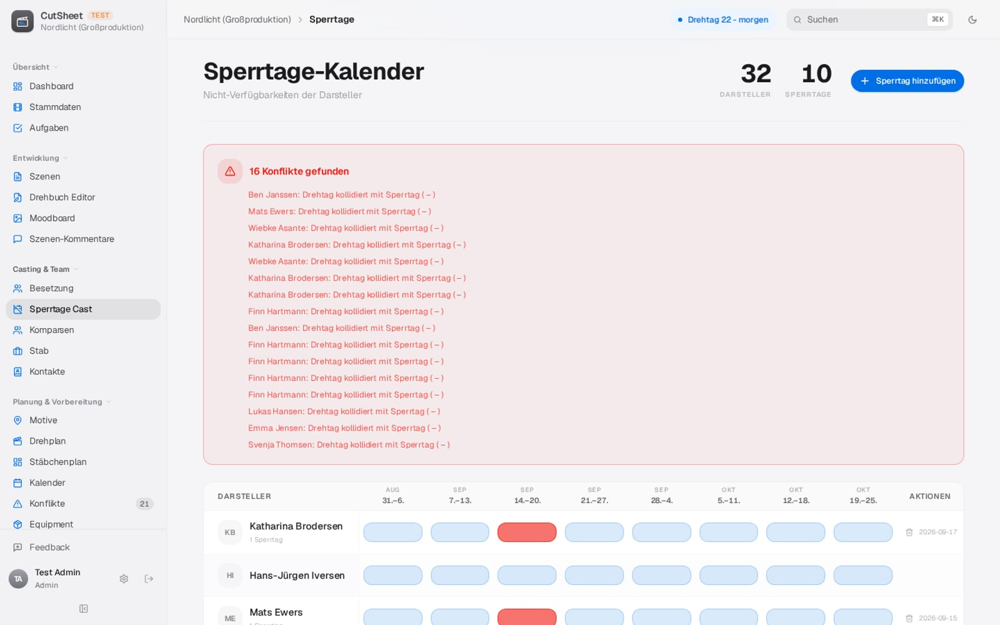 CutSheet TEST
Nordlicht (Großproduktion)
Übersicht
Dashboard
Stammdaten
Aufgaben
Entwicklung
Szenen
Drehbuch Editor
Moodboard
Szenen-Kommentare
Casting & Team
Besetzung
Sperrtage Cast
Komparsen
Stab
Kontakte
Planung & Vorbereitung
Motive
Drehplan
Stäbchenplan
Kalender
Konflikte 21
Equipment
Feedback
TA Test Admin
Admin
Nordlicht (Großproduktion) > Sperrtage
Drehtag 22 - morgen
Suchen ⌘K
Sperrtage-Kalender
Nicht-Verfügbarkeiten der Darsteller
32 10
DARSTELLER SPERRTAGE
+ Sperrtag hinzufügen
16 Konflikte gefunden
Ben Janssen: Drehtag kollidiert mit Sperrtag ( – )
Mats Ewers: Drehtag kollidiert mit Sperrtag ( – )
Wiebke Asante: Drehtag kollidiert mit Sperrtag ( – )
Katharina Brodersen: Drehtag kollidiert mit Sperrtag ( – )
Wiebke Asante: Drehtag kollidiert mit Sperrtag ( – )
Katharina Brodersen: Drehtag kollidiert mit Sperrtag ( – )
Katharina Brodersen: Drehtag kollidiert mit Sperrtag ( – )
Finn Hartmann: Drehtag kollidiert mit Sperrtag ( – )
Ben Janssen: Drehtag kollidiert mit Sperrtag ( – )
Finn Hartmann: Drehtag kollidiert mit Sperrtag ( – )
Finn Hartmann: Drehtag kollidiert mit Sperrtag ( – )
Finn Hartmann: Drehtag kollidiert mit Sperrtag ( – )
Finn Hartmann: Drehtag kollidiert mit Sperrtag ( – )
Lukas Hansen: Drehtag kollidiert mit Sperrtag ( – )
Emma Jensen: Drehtag kollidiert mit Sperrtag ( – )
Svenja Thomsen: Drehtag kollidiert mit Sperrtag ( – )
AUG SEP SEP SEP SEP OKT OKT OKT
DARSTELLER 31.–6. 7.–13. 14.–20. 21.–27. 28.–4. 5.–11. 12.–18. 19.–25. AKTIONEN
KB Katharina Brodersen 2026-09-17
1 Sperrtag
HI Hans-Jürgen Iversen
ME Mats Ewers 2026-09-15
1 Sperrtag